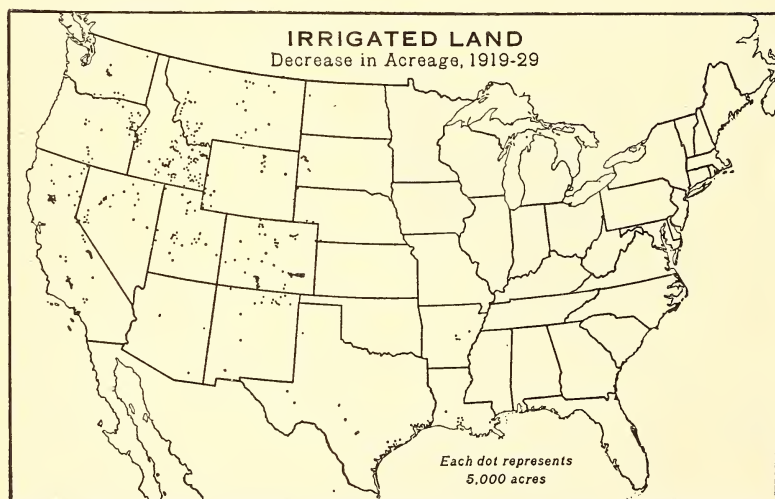 IRRIGATED LAND
Decrease in Acreage, 1919-29
Each dot represents
5,000 acres